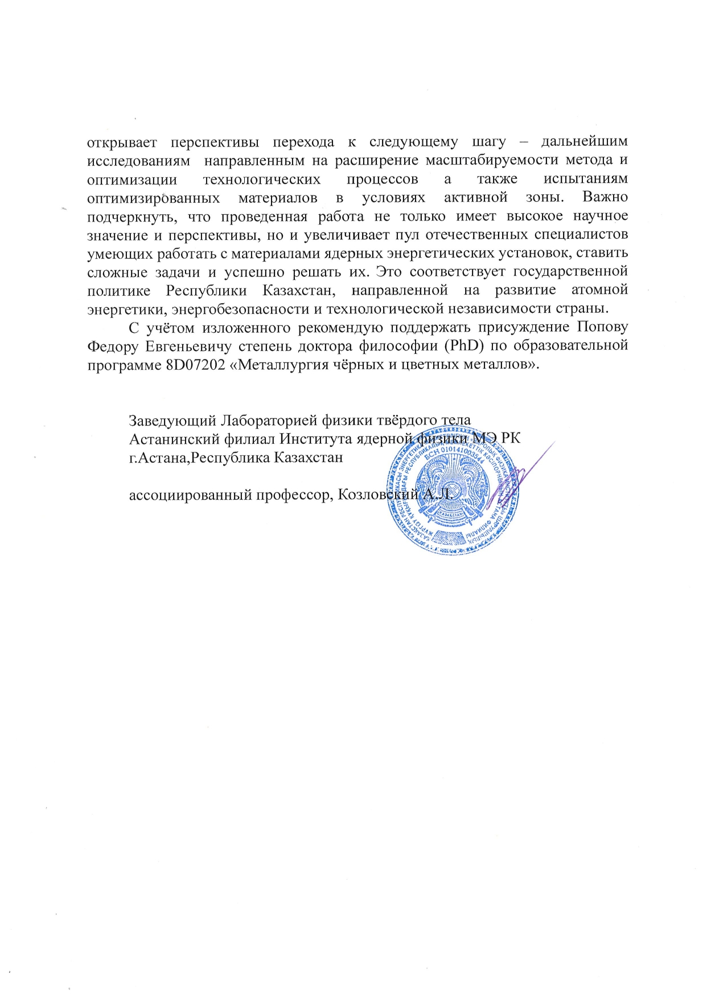 открывает перспективы перехода к следующему шагу – дальнейшим
исследованиям направленным на расширение масштабируемости метода и
оптимизации технологических процессов а также испытаниям
оптимизированных материалов в условиях активной зоны. Важно
подчеркнуть, что проведенная работа не только имеет высокое научное
значение и перспективы, но и увеличивает пул отечественных специалистов
умеющих работать с материалами ядерных энергетических установок, ставить
сложные задачи и успешно решать их. Это соответствует государственной
политике Республики Казахстан, направленной на развитие атомной
энергетики, энергобезопасности и технологической независимости страны.
С учётом изложенного рекомендую поддержать присуждение Попову
Федору Евгеньевичу степень доктора философии (PhD) по образовательной
программе 8D07202 «Металлургия чёрных и цветных металлов».
Заведующий Лабораторией физики твёрдого тела
Астанинский филиал Института ядерной физики МЭ РК
г.Астана,Республика Казахстан
ассоциированный профессор, Козловский А.Л.
БСН 010141003544
ҚАЗАҚСТАН